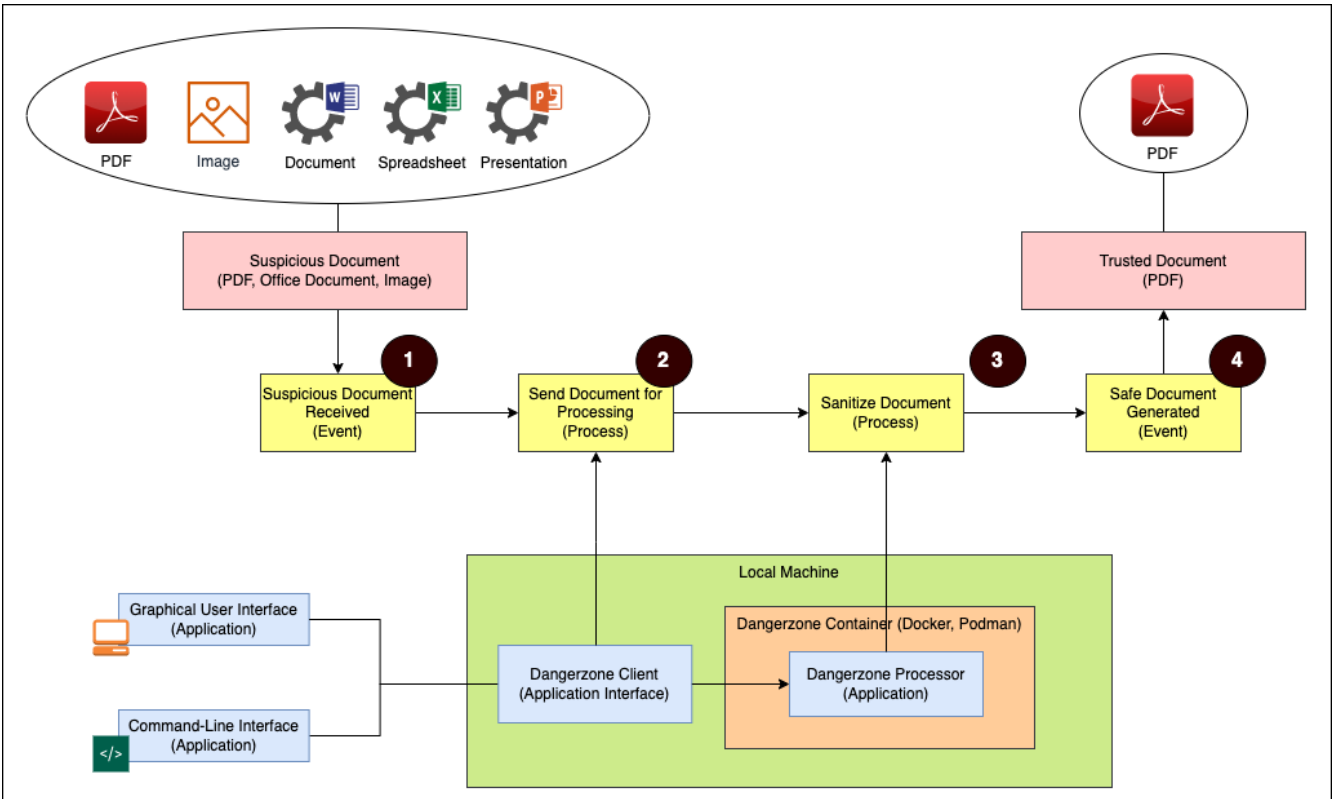 PDF
Image
Document
Spreadsheet
Presentation
PDF
Suspicious Document
(PDF, Office Document, Image)
Trusted Document
(PDF)
1
2
3
4
Suspicious Document
Received
(Event)
Send Document for
Processing
(Process)
Sanitize Document
(Process)
Safe Document
Generated
(Event)
Local Machine
Graphical User Interface
(Application)
Dangerzone Container (Docker, Podman)
Dangerzone Client
(Application Interface)
Dangerzone Processor
(Application)
Command-Line Interface
(Application)
</>
W
X
P